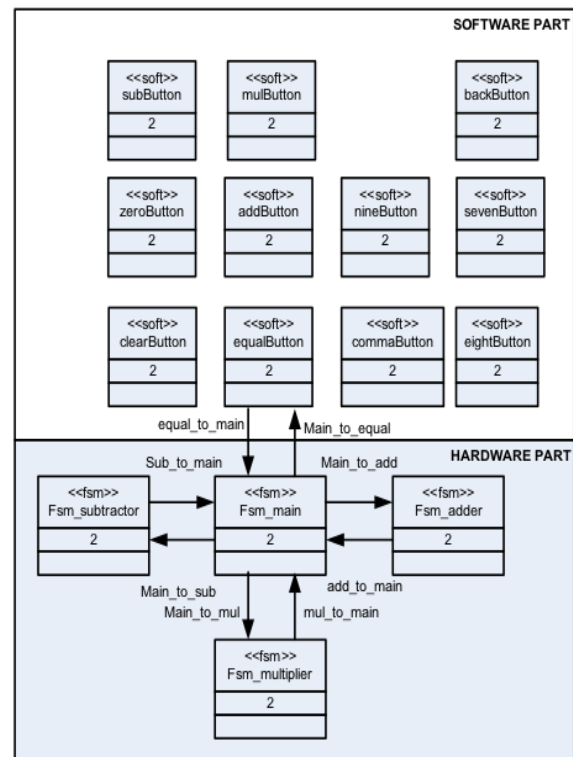 SOFTWARE PART
<<soft>>
subButton
2
<<soft>>
mulButton
2
<<soft>>
backButton
2
<<soft>>
zeroButton
2
<<soft>>
addButton
2
<<soft>>
nineButton
2
<<soft>>
sevenButton
2
<<soft>>
clearButton
2
<<soft>>
equalButton
2
<<soft>>
commaButton
2
<<soft>>
eightButton
2
equal_to_main
Main_to_equal
HARDWARE PART
Sub_to_main
Main_to_add
<<fsm>>
Fsm_subtractor
2
<<fsm>>
Fsm_main
2
<<fsm>>
Fsm_adder
2
Main_to_sub
add_to_main
Main_to_mul
mul_to_main
<<fsm>>
Fsm_multiplier
2